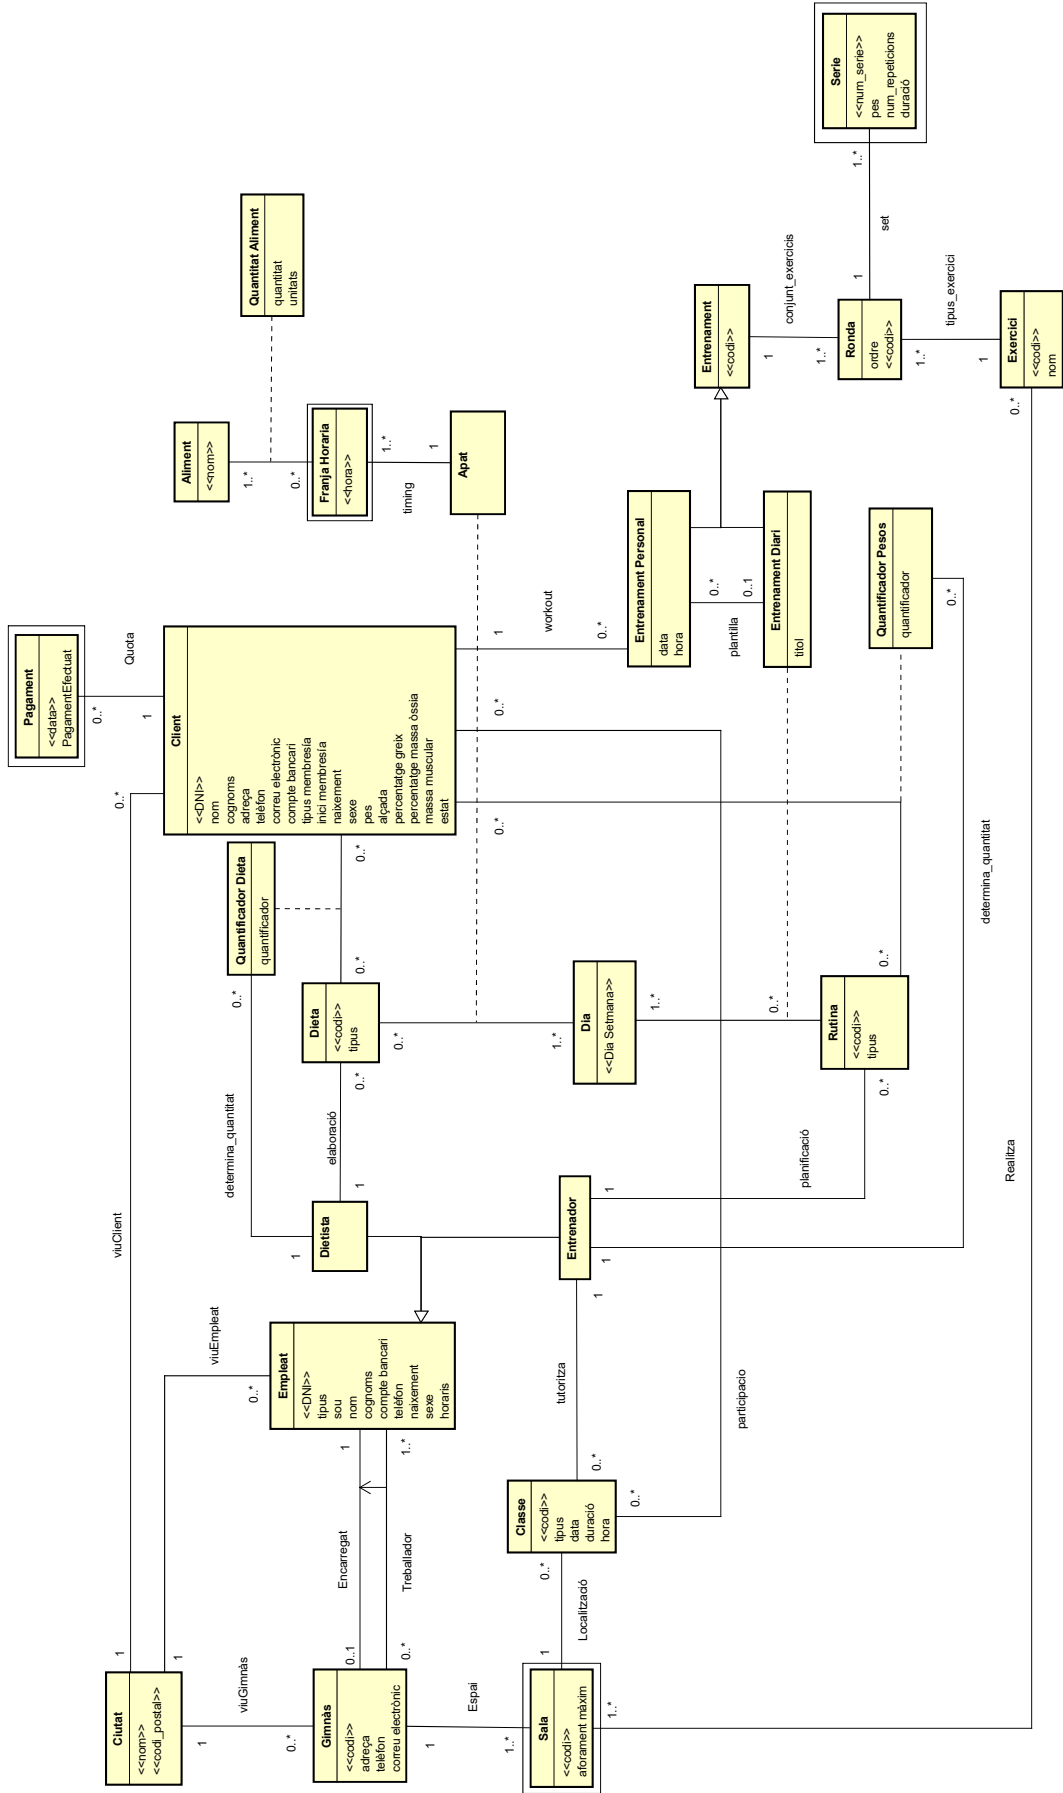 Serie
<<num_serie>>
pes
num_repeticions
duració
1..*
set
1
Quantitat Aliment
quantitat
unitats
Aliment
<<nom>>
1..*
0..*
Franja Horaria
<<hora>>
1..*
timing
1
Apat
Entrenament
<<codi>>
1
conjunt_exercicis
1..*
Ronda
ordre
<<codi>>
1..*
tipus_exercici
1
Exercici
<<codi>>
nom
0..*
Pagament
<<data>>
PagamentEfectuat
0..*
Quota
1
Client
<<DNI>>
nom
cognoms
adreça
telèfon
correu electrònic
compte bancari
tipus membresía
inici membresía
naixement
sexe
pes
alçada
percentatge greix
percentatge massa òssia
massa muscular
estat
1
workout
0..*
Entrenament Personal
data
hora
0..*
plantilla
0..1
Entrenament Diari
titol
Quantificador Pesos
quantificador
0..*
0..*
0..*
0..*
0..*
Quantificador Dieta
quantificador
0..*
0..*
Dieta
<<codi>>
tipus
0..*
0..*
1..*
Dia
<<Dia Setmana>>
1..*
0..*
0..*
Rutina
<<codi>>
tipus
0..*
determina_quantitat
viuClient
determina_quantitat
elaboració
1
1
Dietista
Entrenador
1
1
1
planificació
Realitza
viuEmpleat
0..*
Empleat
<<DNI>>
tipus
sou
nom
cognoms
compte bancari
telèfon
naixement
sexe
horaris
1
1..*
Encarregat
Treballador
0..1
0..*
tutoritza
0..*
Classe
<<codi>>
tipus
data
duració
hora
0..*
participacio
0..*
Localització
1
Ciutat
<<nom>>
<<codi_postal>>
1
1
1
viuGimnàs
0..*
Gimnàs
<<codi>>
adreça
telèfon
correu electrònic
1
Espai
1..*
Sala
<<codi>>
aforament màxim
1..*